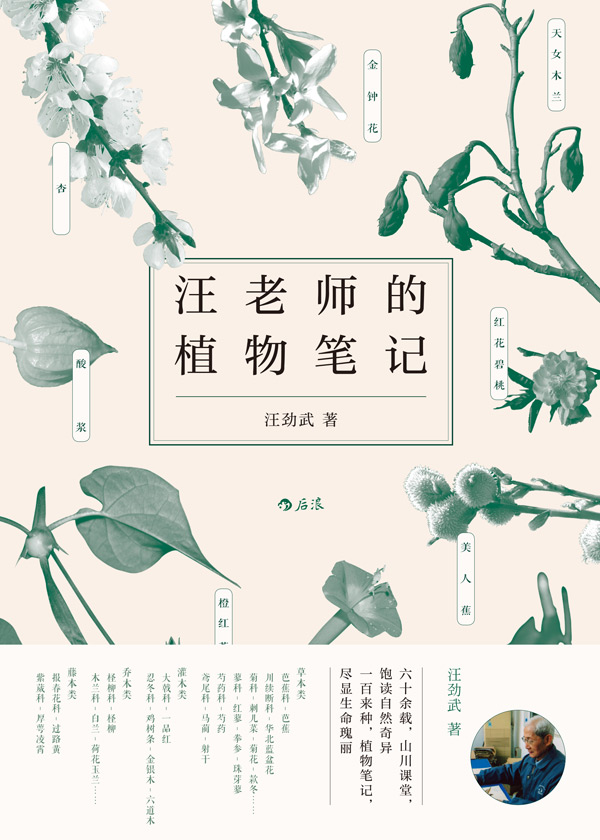 天女木兰
金钟花
杏
汪老师的
植物笔记
汪劲武 著
红花碧桃
酸浆
后浪
美人蕉
橙红
汪劲武 著
六十余载，山川课堂，
饱读自然奇异
一百来种，植物笔记，
尽显生命瑰丽
草本类
芭蕉科-芭蕉
川续断科-华北蓝盆花
菊科-刺儿菜-菊花-款冬……
蓼科-红蓼-拳参-珠芽蓼
芍药科-芍药
鸢尾科-马蔺-射干
灌木类
大戟科-一品红
忍冬科-鸡树条-金银木-六道木
乔木类
柽柳科-柽柳
木兰科-白兰-荷花玉兰……
藤本类
报春花科-过路黄
紫葳科-厚萼凌霄